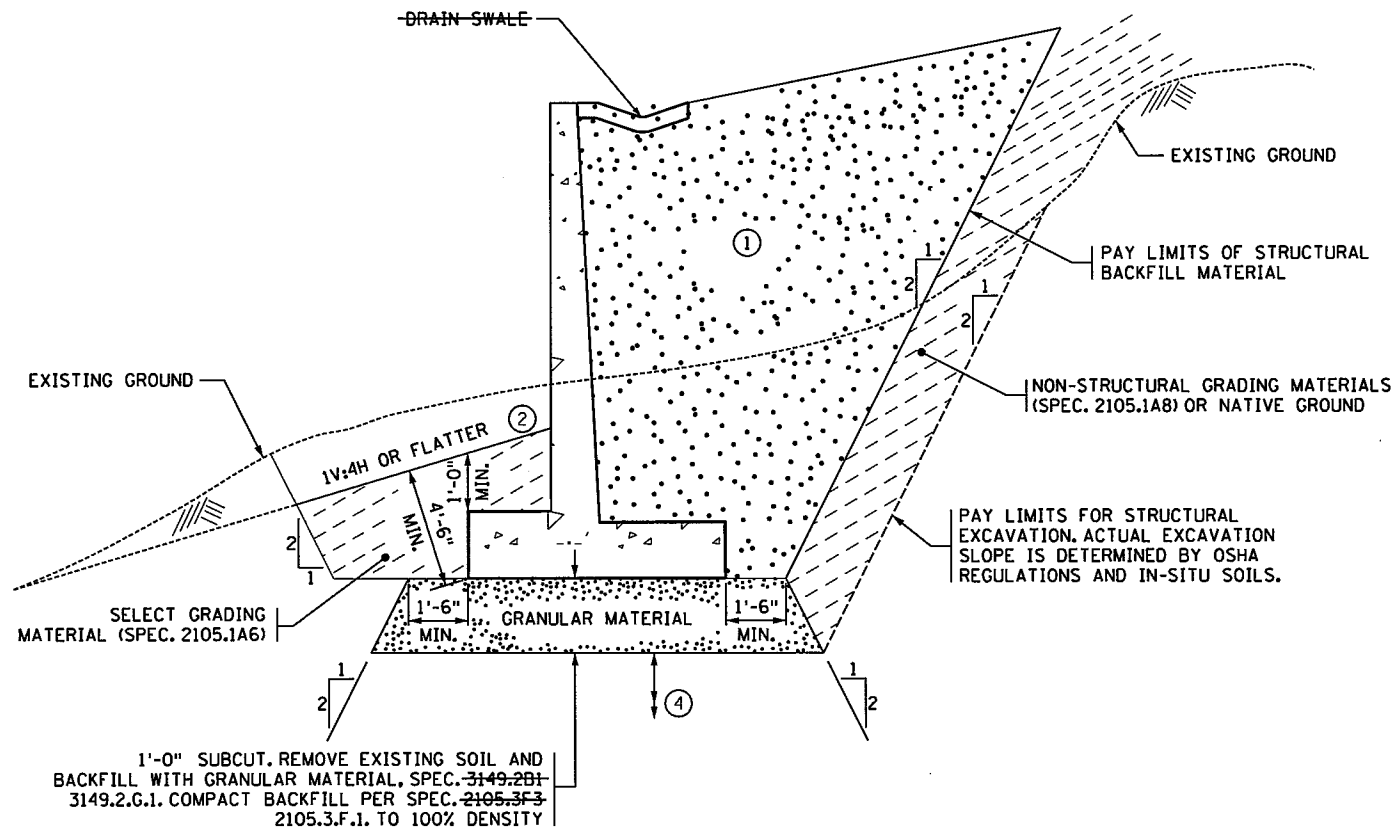 DRAIN SWALE
EXISTING GROUND
1
1
2
PAY LIMITS OF STRUCTURAL
BACKFILL MATERIAL
1
2
EXISTING GROUND
NON-STRUCTURAL GRADING MATERIALS
(SPEC. 2105.1A8) OR NATIVE GROUND
2
1V:4H OR FLATTER
1'-0"
MIN.
4'-6"
MIN.
2
1
PAY LIMITS FOR STRUCTURAL
EXCAVATION. ACTUAL EXCAVATION
SLOPE IS DETERMINED BY OSHA
REGULATIONS AND IN-SITU SOILS.
SELECT GRADING
MATERIAL (SPEC. 2105.1A6)
1'-6"
MIN.
GRANULAR MATERIAL
1'-6"
MIN.
1
2
4
1
2
1'-0" SUBCUT. REMOVE EXISTING SOIL AND
BACKFILL WITH GRANULAR MATERIAL, SPEC. 3149.2B1
3149.2.G.1. COMPACT BACKFILL PER SPEC. 2105.3F3
2105.3.F.1. TO 100% DENSITY